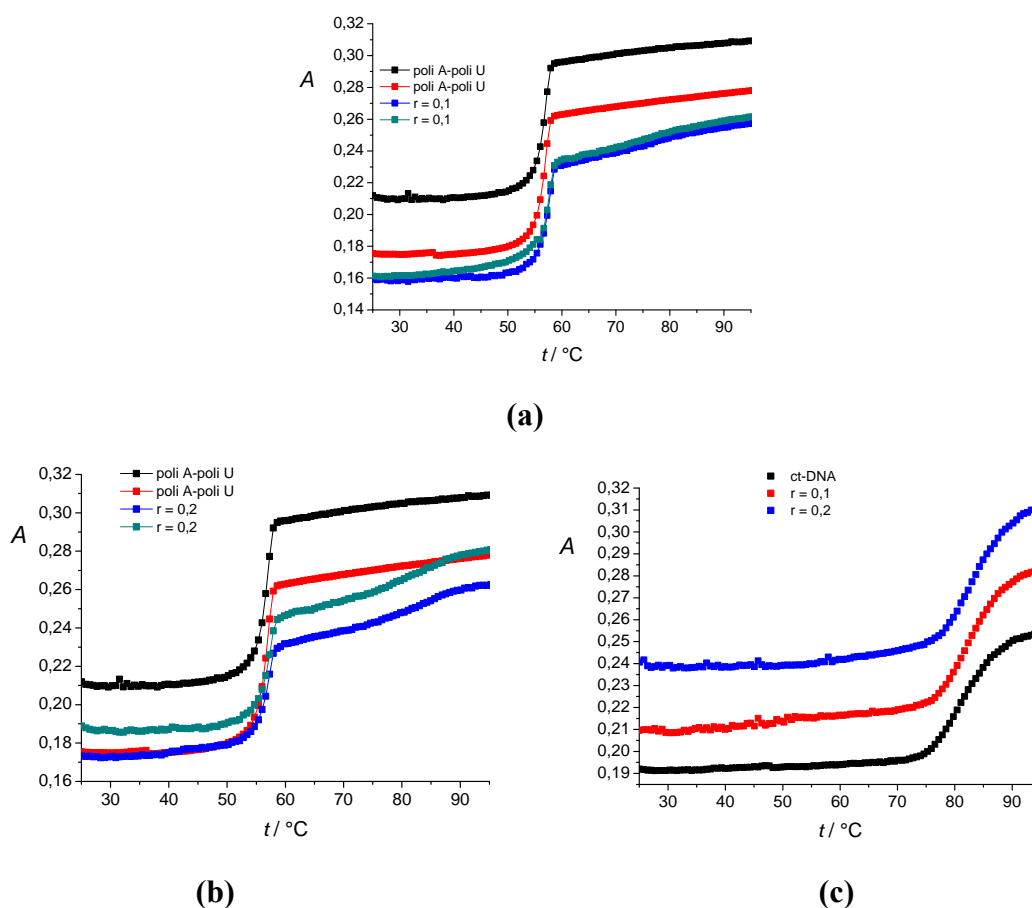 0,32
0,30
0,28
0,26
0,24
0,22
0,20
0,18
0,16
0,14
A
poli A-poli U
poli A-poli U
r = 0,1
r = 0,1
30 40 50 60 70 80 90
t / °C
(a)
poli A-poli U
poli A-poli U
r = 0,2
r = 0,2
0,32
0,30
0,28
0,26
0,24
0,22
0,20
0,18
0,16
A
30 40 50 60 70 80 90
t / °C
(b)
ct-DNA
r = 0,1
r = 0,2
0,32
0,31
0,30
0,29
0,28
0,27
0,26
0,25
0,24
0,23
0,22
0,21
0,20
0,19
A
30 40 50 60 70 80 90
t / °C
(c)